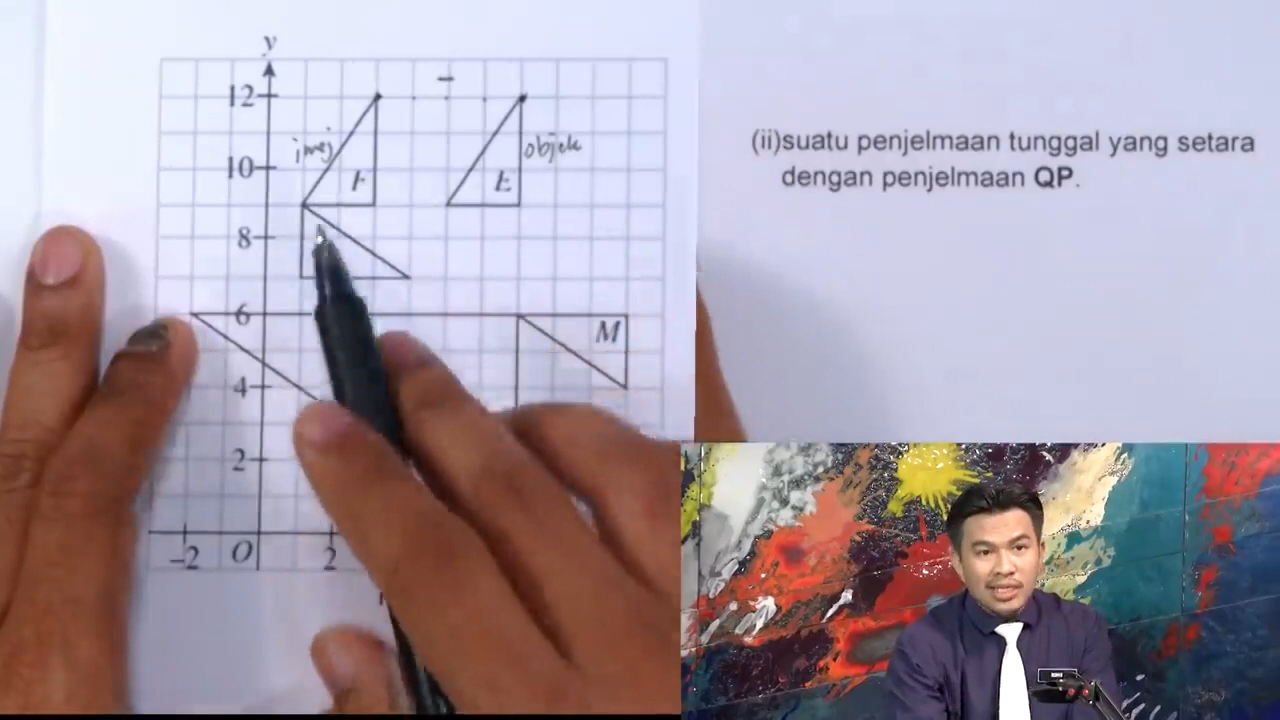 y
12
imej
objek
10
F
E
8
6
M
4
2
-2
O
2
(ii)suatu penjelmaan tunggal yang setara
dengan penjelmaan QP.